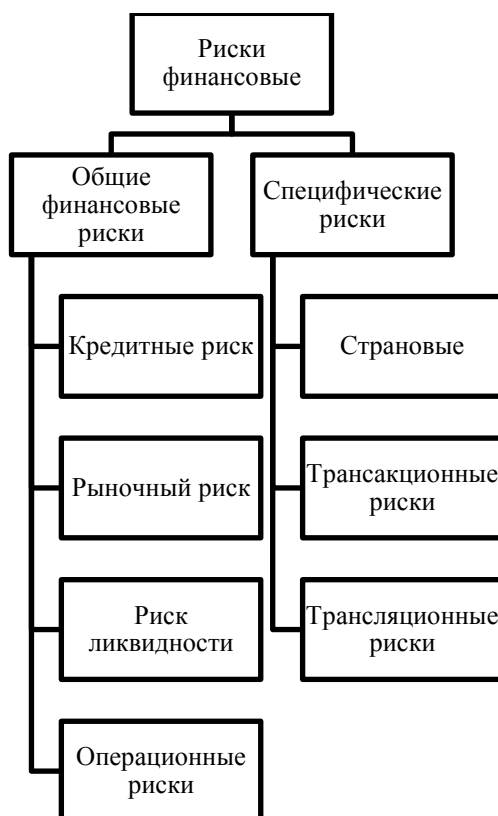 Риски
финансовые
Общие
финансовые
риски
Специфические
риски
Кредитные риск
Страновые
Рыночный риск
Трансакционные
риски
Риск
ликвидности
Трансляционные
риски
Операционные
риски